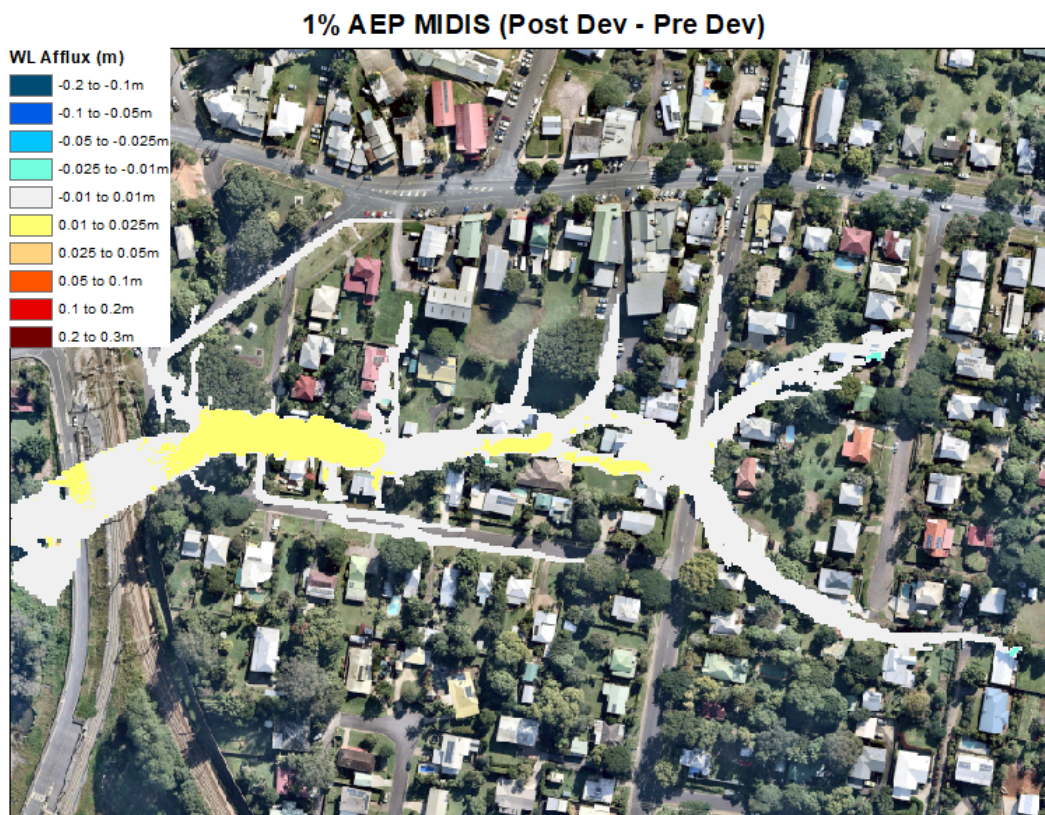 1% AEP MIDIS (Post Dev - Pre Dev)
WL Afflux (m)
-0.2 to -0.1m
-0.1 to -0.05m
-0.05 to -0.025m
-0.025 to -0.01m
-0.01 to 0.01m
0.01 to 0.025m
0.025 to 0.05m
0.05 to 0.1m
0.1 to 0.2m
0.2 to 0.3m